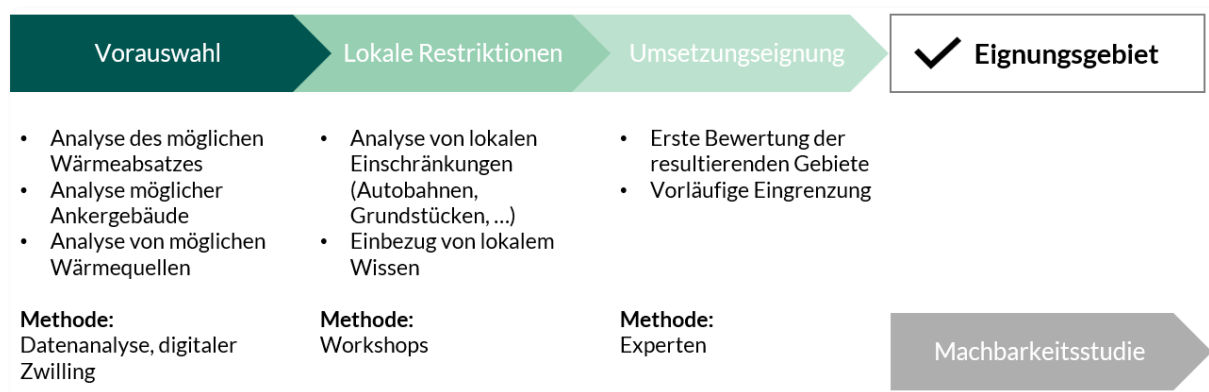 Vorauswahl
Lokale Restriktionen
Umsetzungseignung
Eignungsgebiet
• Analyse des möglichen
Wärmeabsatzes
• Analyse möglicher
Ankergebäude
• Analyse von möglichen
Wärmequellen
Methode:
Datenanalyse, digitaler
Zwilling
• Analyse von lokalen
Einschränkungen
(Autobahnen,
Grundstücken, ...)
• Einbezug von lokalem
Wissen
Methode:
Workshops
• Erste Bewertung der
resultierenden Gebiete
• Vorläufige Eingrenzung
Methode:
Experten
Machbarkeitsstudie